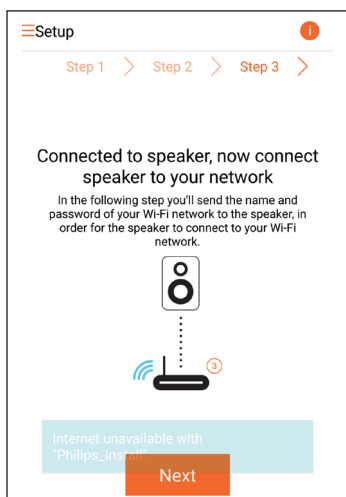 Setup
i
Step 1 > Step 2 > Step 3 >
Connected to speaker, now connect
speaker to your network
In the following step you'll send the name and
password of your Wi-Fi network to the speaker, in
order for the speaker to connect to your Wi-Fi
network.
3
Internet unavailable with
"Philips_Install".
Next